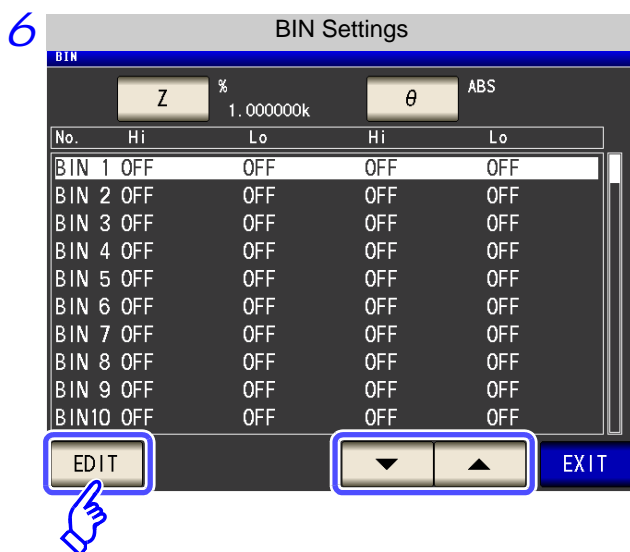 6
BIN Settings
BIN
Z % 1.000000k θ ABS
No. Hi Lo Hi Lo
BIN 1 OFF OFF OFF OFF
BIN 2 OFF OFF OFF OFF
BIN 3 OFF OFF OFF OFF
BIN 4 OFF OFF OFF OFF
BIN 5 OFF OFF OFF OFF
BIN 6 OFF OFF OFF OFF
BIN 7 OFF OFF OFF OFF
BIN 8 OFF OFF OFF OFF
BIN 9 OFF OFF OFF OFF
BIN10 OFF OFF OFF OFF
EDIT EXIT